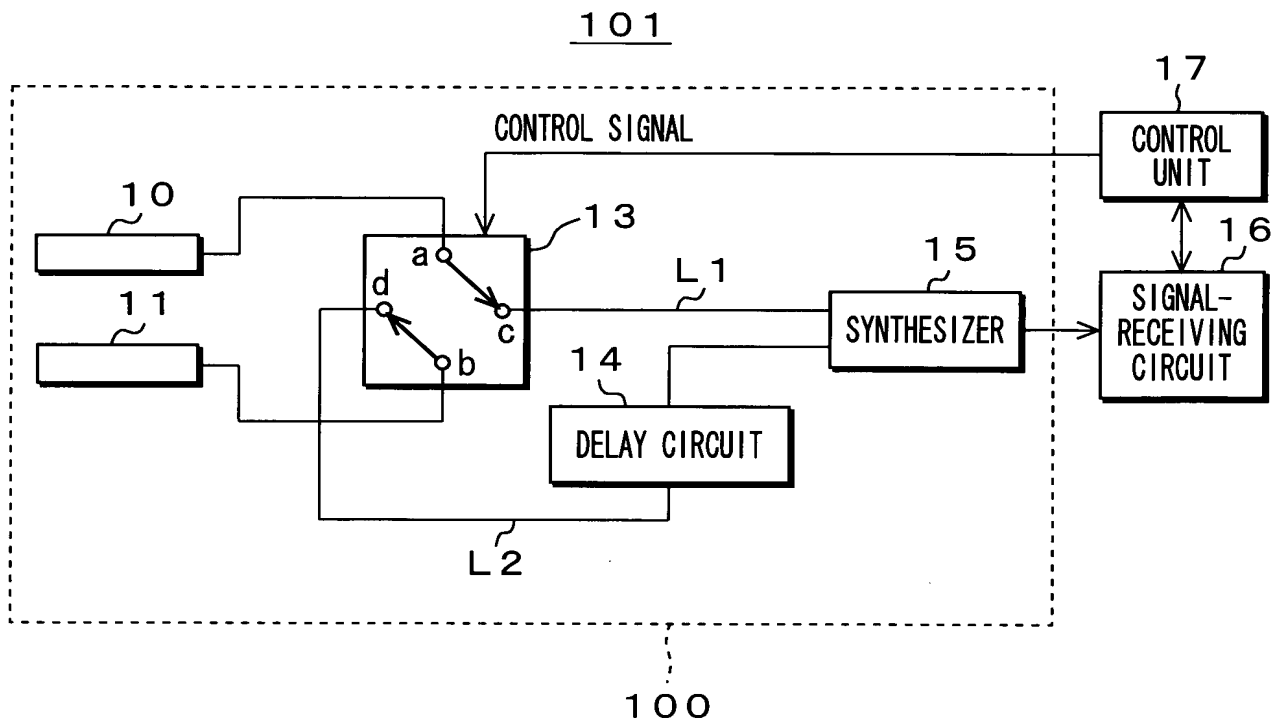 101
17
CONTROL SIGNAL
CONTROL
UNIT
10
13
16
a
15
d
L1
11
SIGNAL-
RECEIVING
CIRCUIT
c
SYNTHESIZER
b
14
DELAY CIRCUIT
L2
100